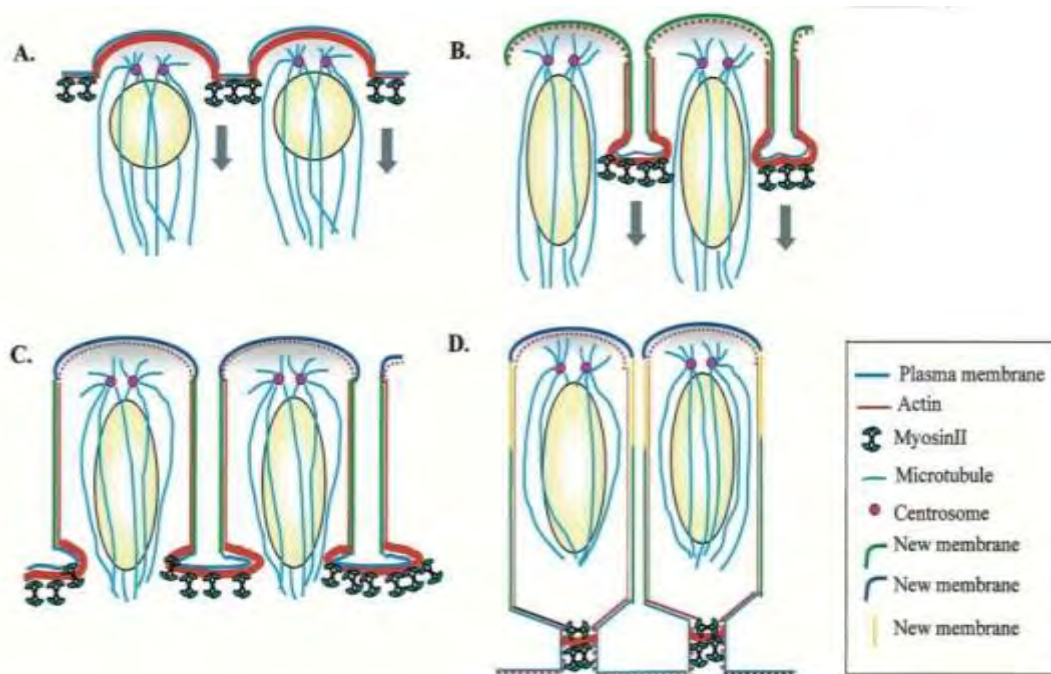 A.
B.
C.
D.
Plasma membrane
Actin
MyosinII
Microtubule
Centrosome
New membrane
New membrane
New membrane